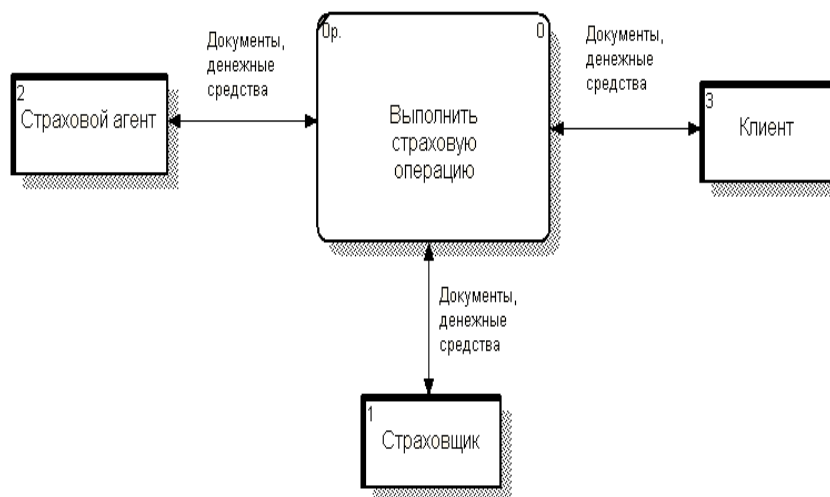 Документы,
денежные
средства
0р.
0
Документы,
денежные
средства
2
Страховой агент
Выполнить
страховую
операцию
3
Клиент
Документы,
денежные
средства
1
Страховщик